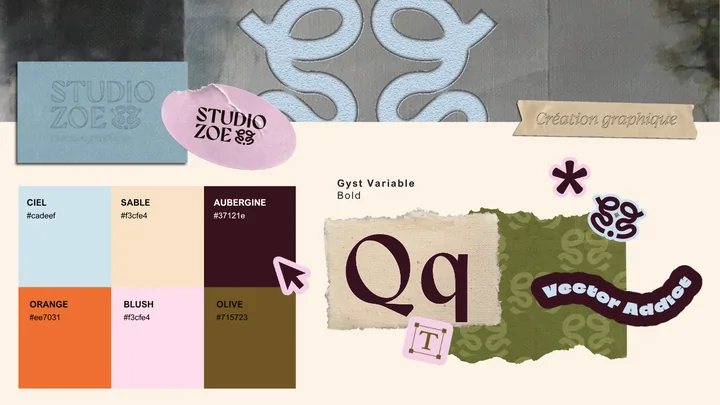 STUDIO
ZOE
STUDIO
ZOE
Création graphique
CIEL
#cadeef
SABLE
#f3cfe4
AUBERGINE
#37121e
ORANGE
#ee7031
BLUSH
#f3cfe4
OLIVE
#715723
Gyst Variable
Bold
Qq
T
Vector Addict